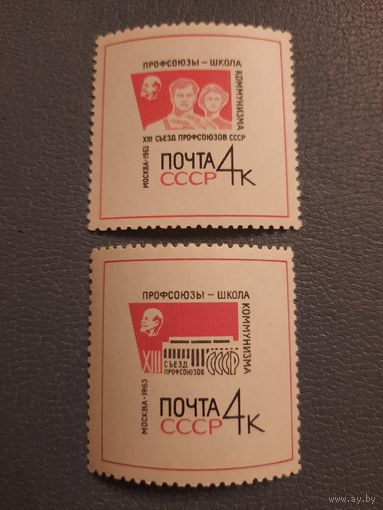 ПРОФСОЮЗЫ – ШКОЛА
КОММУНИЗМА
XIII СЪЕЗД ПРОФСОЮЗОВ СССР
МОСКВА-1963
ПОЧТА 4К
СССР
ПРОФСОЮЗЫ – ШКОЛА
КОММУНИЗМА
XIII СЪЕЗД
ПРОФСОЮЗОВ СССР
МОСКВА-1963
ПОЧТА 4К
СССР
www.ay.by